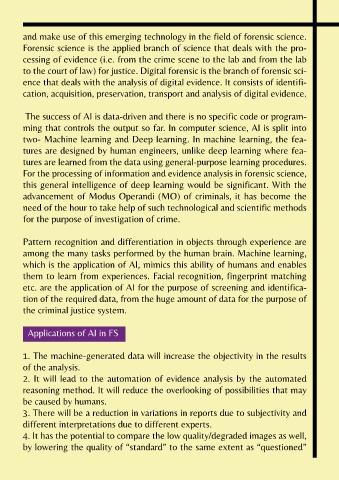 and make use of this emerging technology in the field of forensic science.
Forensic science is the applied branch of science that deals with the pro-
cessing of evidence (i.e. from the crime scene to the lab and from the lab
to the court of law) for justice. Digital forensic is the branch of forensic sci-
ence that deals with the analysis of digital evidence. It consists of identifi-
cation, acquisition, preservation, transport and analysis of digital evidence.
The success of AI is data-driven and there is no specific code or program-
ming that controls the output so far. In computer science, AI is split into
two- Machine learning and Deep learning. In machine learning, the fea-
tures are designed by human engineers, unlike deep learning where fea-
tures are learned from the data using general-purpose learning procedures.
For the processing of information and evidence analysis in forensic science,
this general intelligence of deep learning would be significant. With the
advancement of Modus Operandi (MO) of criminals, it has become the
need of the hour to take help of such technological and scientific methods
for the purpose of investigation of crime.
Pattern recognition and differentiation in objects through experience are
among the many tasks performed by the human brain. Machine learning,
which is the application of AI, mimics this ability of humans and enables
them to learn from experiences. Facial recognition, fingerprint matching
etc. are the application of AI for the purpose of screening and identifica-
tion of the required data, from the huge amount of data for the purpose of
the criminal justice system.
Applications of AI in FS
1. The machine-generated data will increase the objectivity in the results
of the analysis.
2. It will lead to the automation of evidence analysis by the automated
reasoning method. It will reduce the overlooking of possibilities that may
be caused by humans.
3. There will be a reduction in variations in reports due to subjectivity and
different interpretations due to different experts.
4. It has the potential to compare the low quality/degraded images as well,
by lowering the quality of “standard” to the same extent as “questioned”